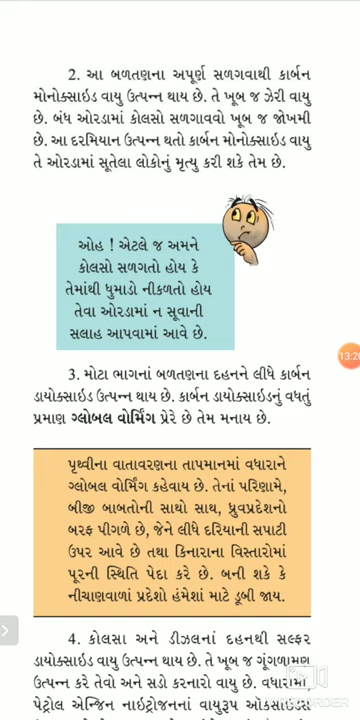 2. આ બળતણના અપૂર્ણ સળગવાથી કાર્બન
મોનોક્સાઇડ વાયુ ઉત્પન્ન થાય છે. તે ખૂબ જ ઝેરી વાયુ
છે. બંધ ઓરડામાં કોલસો સળગાવવો ખૂબ જ જોખમી
છે. આ દરમિયાન ઉત્પન્ન થતો કાર્બન મોનોક્સાઇડ વાયુ
તે ઓરડામાં સૂતેલા લોકોનું મૃત્યુ કરી શકે તેમ છે.
ઓહ ! એટલે જ અમને
કોલસો સળગતો હોય કે
તેમાંથી ધુમાડો નીકળતો હોય
તેવા ઓરડામાં ન સૂવાની
સલાહ આપવામાં આવે છે.
13:20
3. મોટા ભાગનાં બળતણના દહનને લીધે કાર્બન
ડાયોક્સાઇડ ઉત્પન્ન થાય છે. કાર્બન ડાયોક્સાઇડનું વધતું
પ્રમાણ ગ્લોબલ વોર્મિંગ પ્રેરે છે તેમ મનાય છે.
પૃથ્વીના વાતાવરણના તાપમાનમાં વધારાને
ગ્લોબલ વોર્મિંગ કહેવાય છે. તેનાં પરિણામે,
બીજી બાબતોની સાથો સાથ, ધ્રુવપ્રદેશનો
બરફ પીગળે છે, જેને લીધે દરિયાની સપાટી
ઉપર આવે છે તથા કિનારાના વિસ્તારોમાં
પૂરની સ્થિતિ પેદા કરે છે. બની શકે કે
નીચાણવાળાં પ્રદેશો હંમેશાં માટે ડૂબી જાય.
4. કોલસા અને ડીઝલનાં દહનથી સલ્ફર
ડાયોક્સાઇડ વાયુ ઉત્પન્ન થાય છે. તે ખૂબ જ ગૂંગળામણ
ઉત્પન્ન કરે તેવો અને સડો કરનારો વાયુ છે. વધારામાં,
પેટ્રોલ એન્જિન નાઇટ્રોજનનાં વાયુરૂપ ઑક્સાઇડ્સ